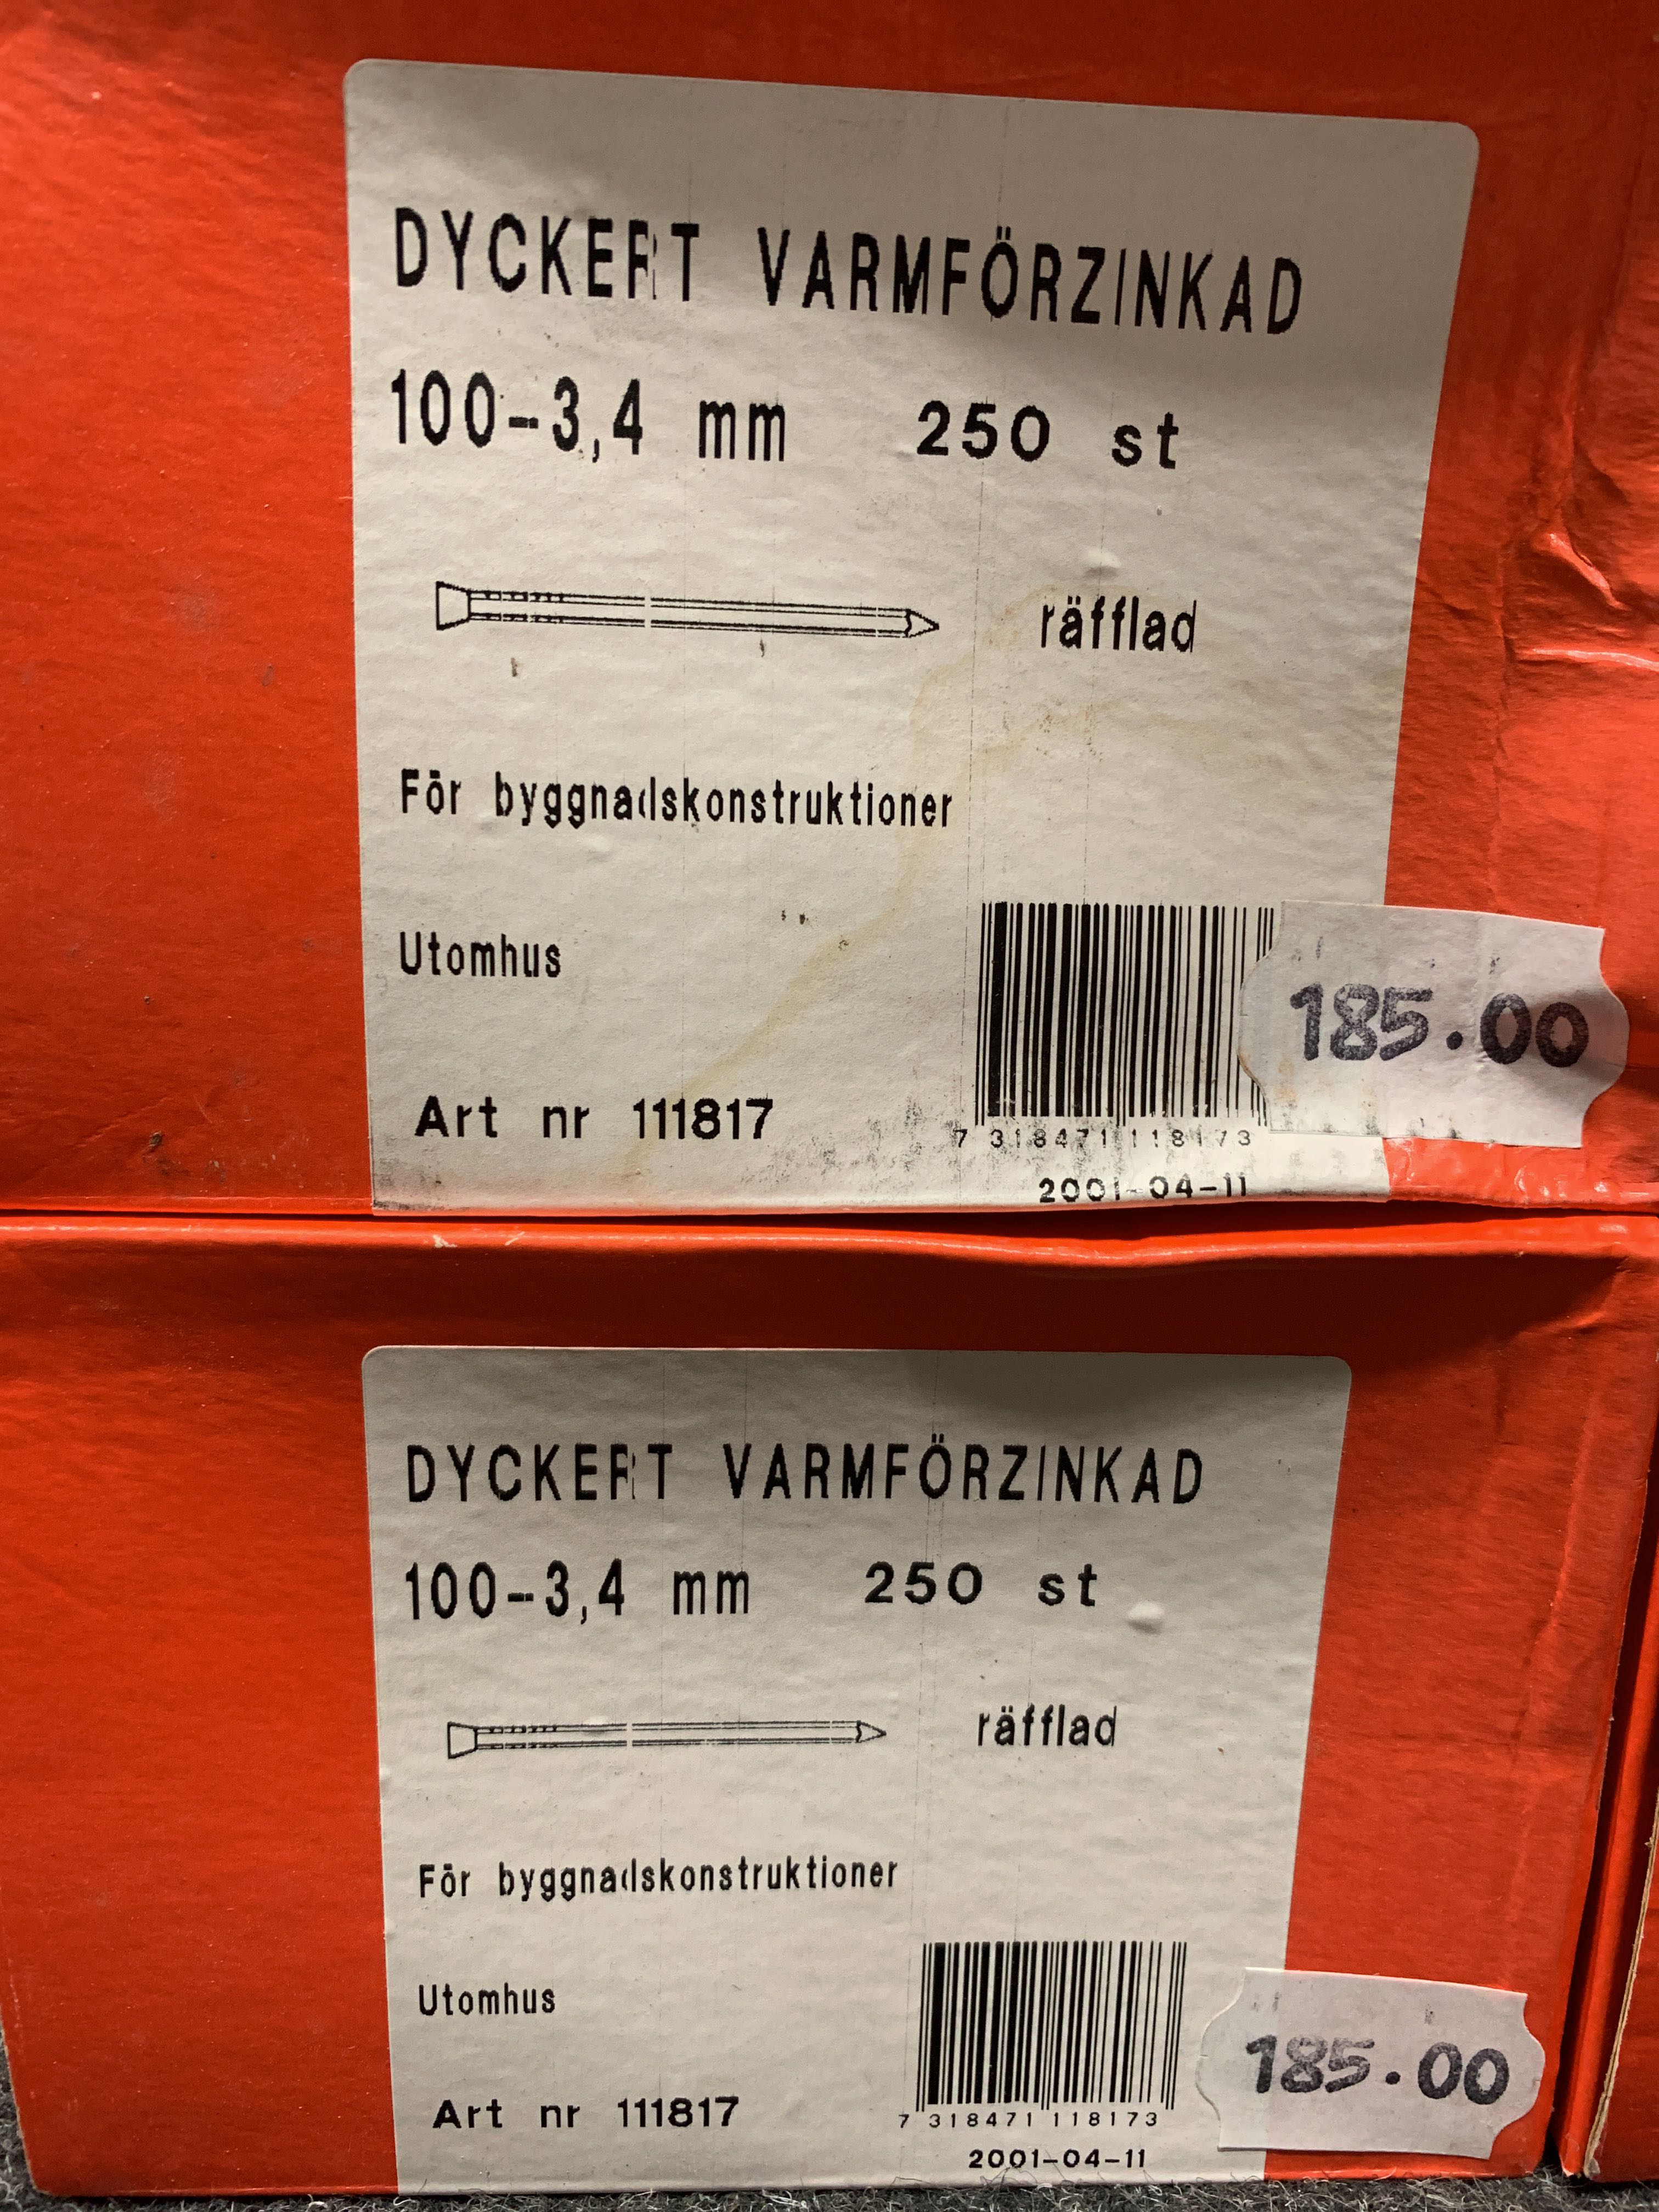 DYCKERT VARMFÖRZINKAD
100-3,4 mm 250 st
räfflad
För byggnadskonstruktioner
Utomhus
185.00
Art nr 111817
7 318471 118173
2001-04-11
DYCKERT VARMFÖRZINKAD
100-3,4 mm 250 st
räfflad
För byggnadskonstruktioner
Utomhus
185.00
Art nr 111817
7 318471 118173
2001-04-11